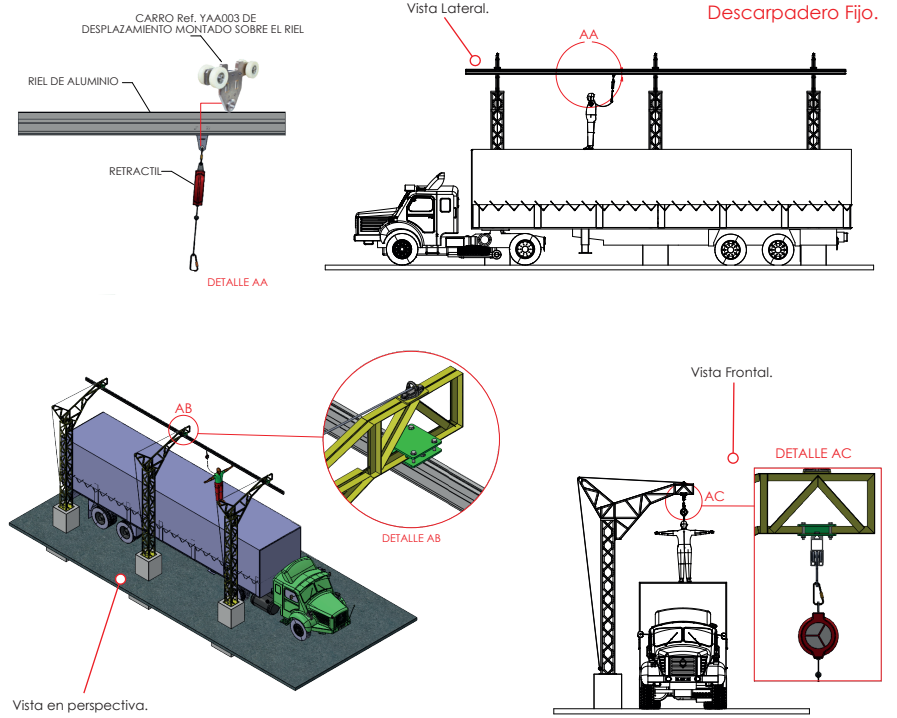 Vista Lateral.
Descarpadero Fijo.
CARRO Ref. YAA003 DE
DESPLAZAMIENTO MONTADO SOBRE EL RIEL
AA
RIEL DE ALUMINIO
RETRACTIL
DETALLE AA
Vista Frontal.
AB
DETALLE AC
AC
DETALLE AB
Vista en perspectiva.